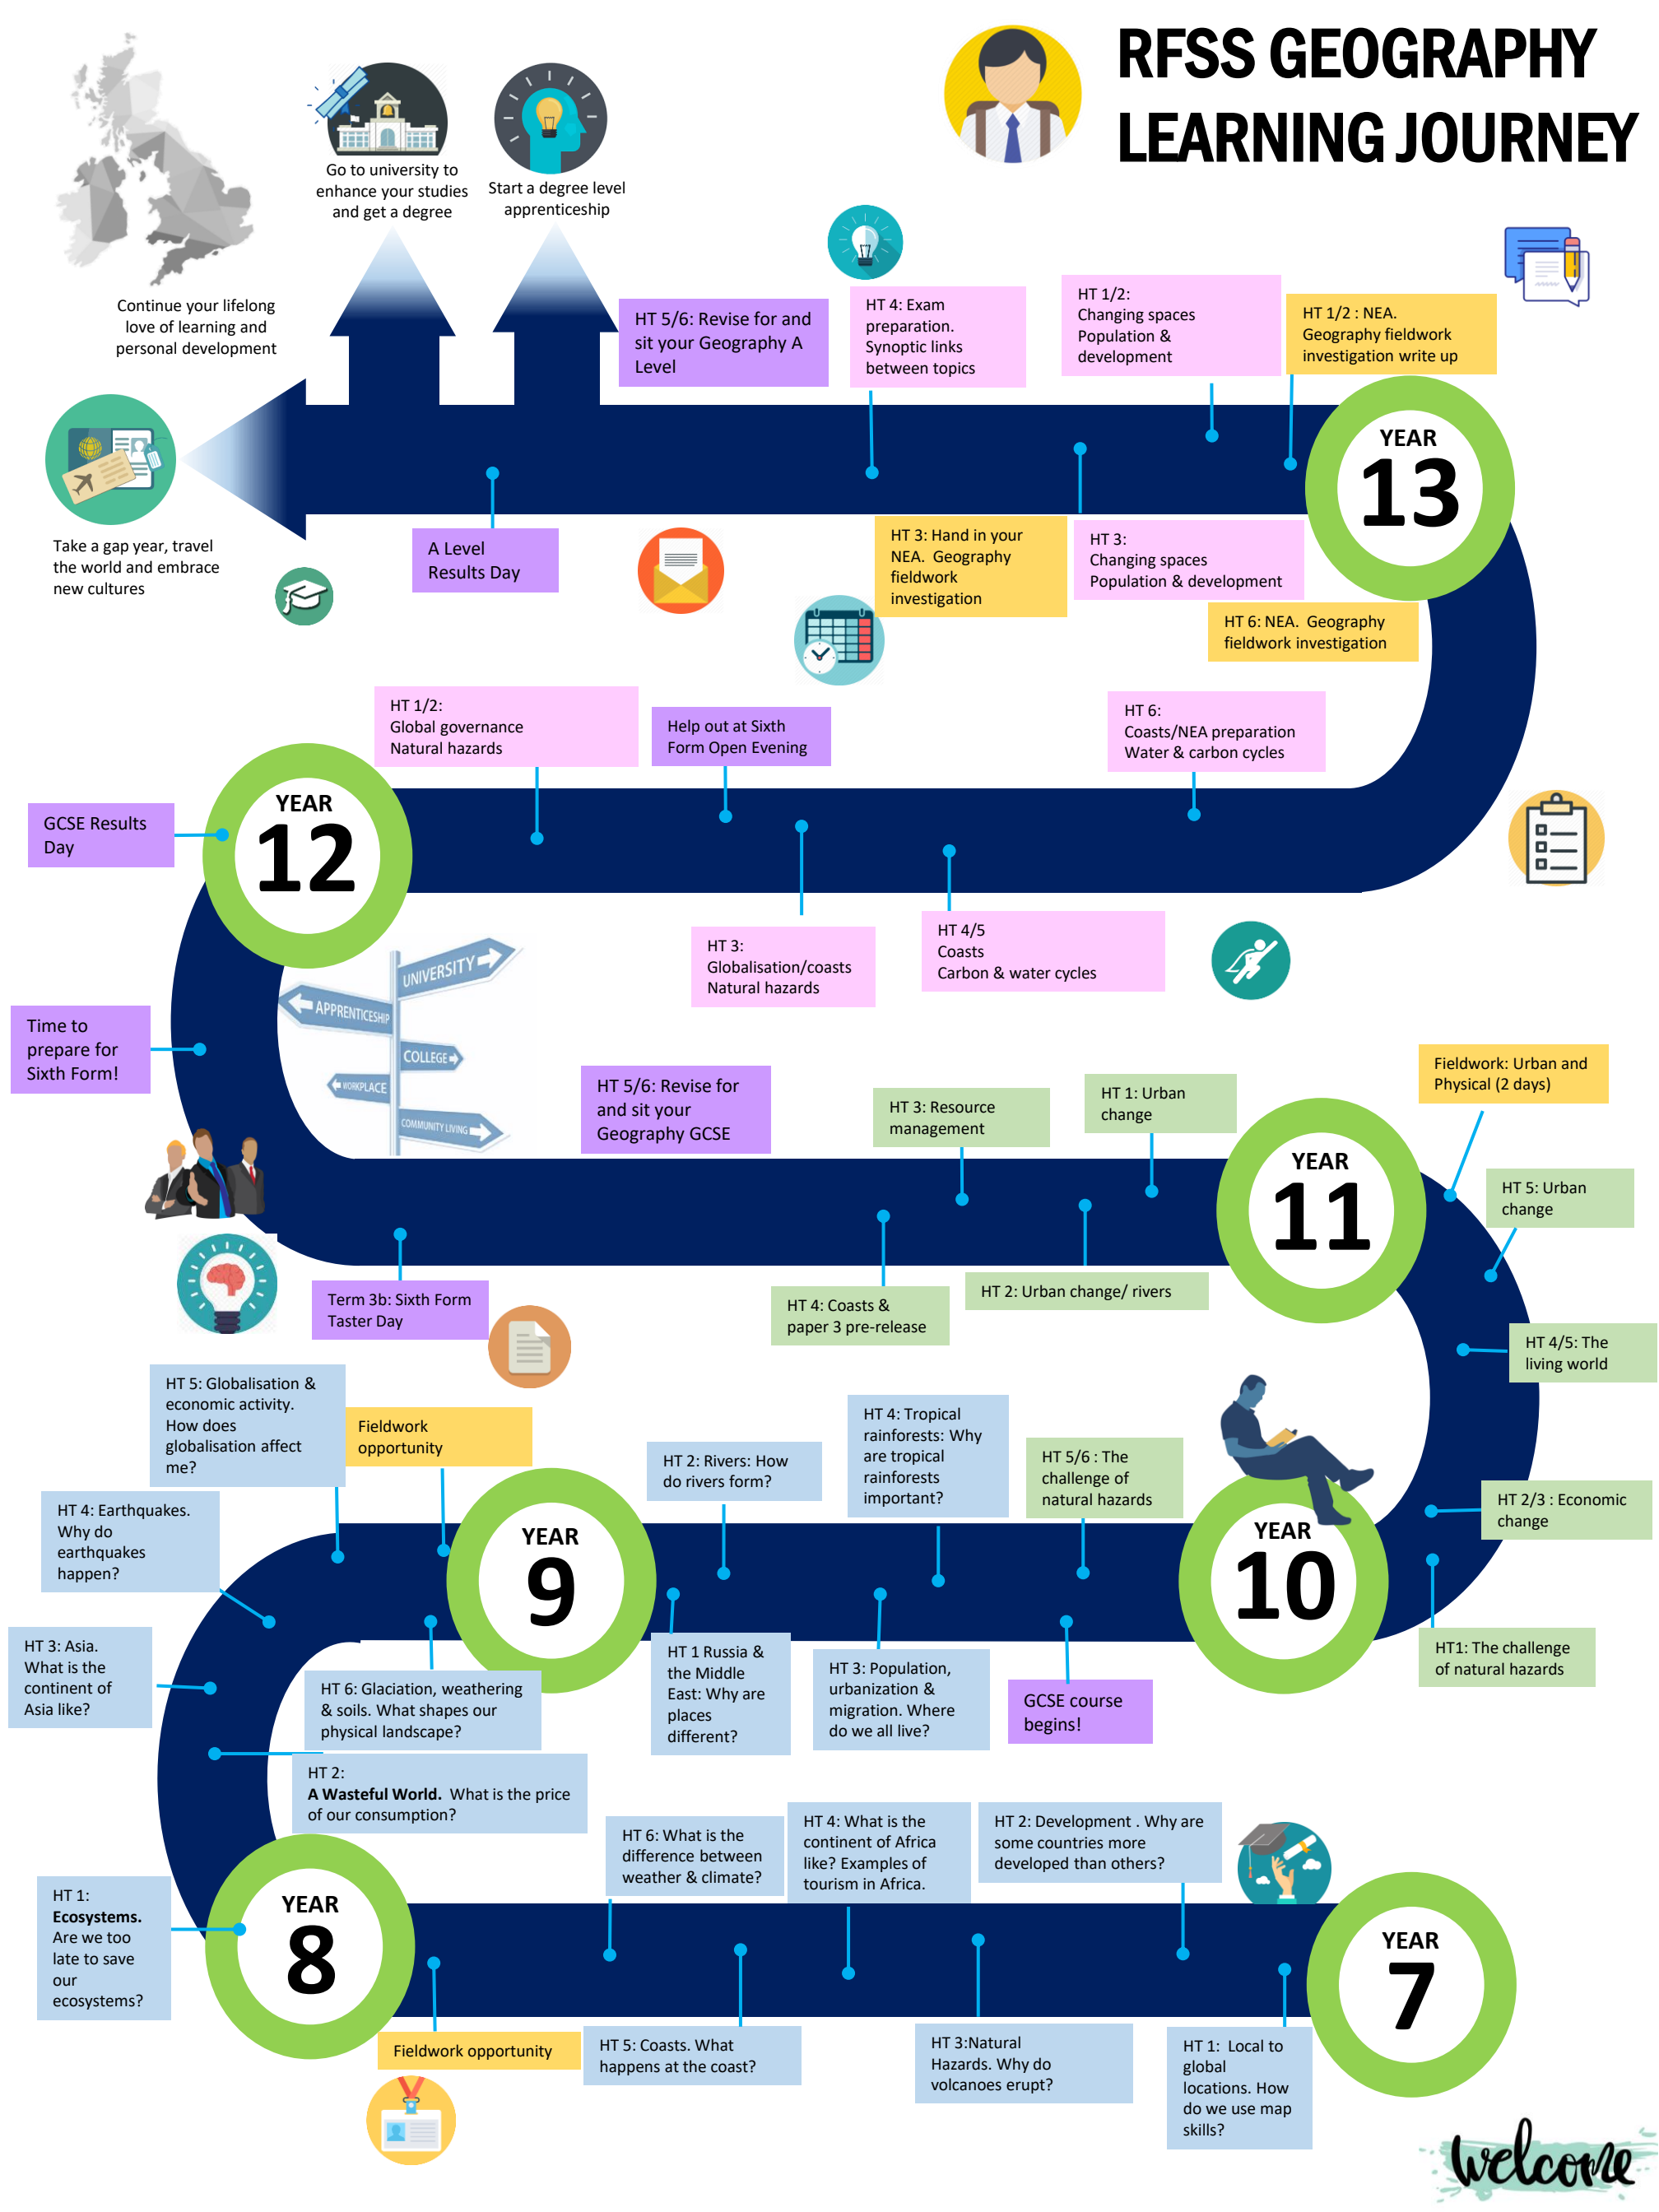 RFSS GEOGRAPHY
LEARNING JOURNEY
Go to university to
enhance your studies
and get a degree
Start a degree level
apprenticeship
Continue your lifelong
love of learning and
personal development
HT 5/6: Revise for and
sit your Geography A
Level
HT 4: Exam
preparation.
Synoptic links
between topics
HT 1/2:
Changing spaces
Population &
development
HT 1/2 : NEA.
Geography fieldwork
investigation write up
YEAR
13
Take a gap year, travel
the world and embrace
new cultures
A Level
Results Day
HT 3: Hand in your
NEA. Geography
fieldwork
investigation
HT 3:
Changing spaces
Population & development
HT 6: NEA. Geography
fieldwork investigation
HT 1/2:
Global governance
Natural hazards
Help out at Sixth
Form Open Evening
HT 6:
Coasts/NEA preparation
Water & carbon cycles
GCSE Results
Day
YEAR
12
HT 3:
Globalisation/coasts
Natural hazards
HT 4/5
Coasts
Carbon & water cycles
UNIVERSITY
APPRENTICESHIP
COLLEGE
WORKPLACE
COMMUNITY LIVING
Time to
prepare for
Sixth Form!
HT 5/6: Revise for
and sit your
Geography GCSE
HT 3: Resource
management
HT 1: Urban
change
YEAR
11
Fieldwork: Urban and
Physical (2 days)
HT 5: Urban
change
Term 3b: Sixth Form
Taster Day
HT 4: Coasts &
paper 3 pre-release
HT 2: Urban change/ rivers
HT 4/5: The
living world
HT 5: Globalisation &
economic activity.
How does
globalisation affect
me?
Fieldwork
opportunity
HT 2: Rivers: How
do rivers form?
HT 4: Tropical
rainforests: Why
are tropical
rainforests
important?
HT 5/6 : The
challenge of
natural hazards
HT 2/3 : Economic
change
HT 4: Earthquakes.
Why do
earthquakes
happen?
YEAR
9
YEAR
10
HT 3: Asia.
What is the
continent of
Asia like?
HT 6: Glaciation, weathering
& soils. What shapes our
physical landscape?
HT 1 Russia &
the Middle
East: Why are
places
different?
HT 3: Population,
urbanization &
migration. Where
do we all live?
GCSE course
begins!
HT1: The challenge
of natural hazards
HT 2:
A Wasteful World. What is the price
of our consumption?
HT 6: What is the
difference between
weather & climate?
HT 4: What is the
continent of Africa
like? Examples of
tourism in Africa.
HT 2: Development . Why are
some countries more
developed than others?
HT 1:
Ecosystems.
Are we too
late to save
our
ecosystems?
YEAR
8
YEAR
7
Fieldwork opportunity
HT 5: Coasts. What
happens at the coast?
HT 3:Natural
Hazards. Why do
volcanoes erupt?
HT 1: Local to
global
locations. How
do we use map
skills?
welcome